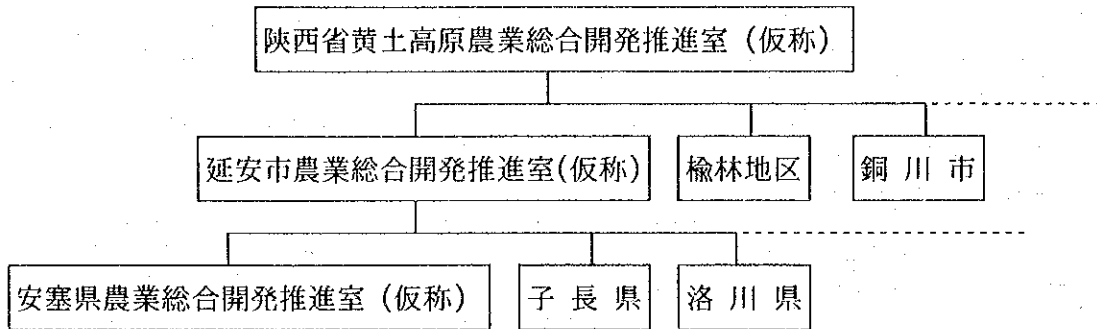 陝西省黄土高原農業総合開発推進室（仮称）
延安市農業総合開発推進室(仮称)
楡林地区
銅川市
安塞県農業総合開発推進室（仮称）
子長県
洛川県